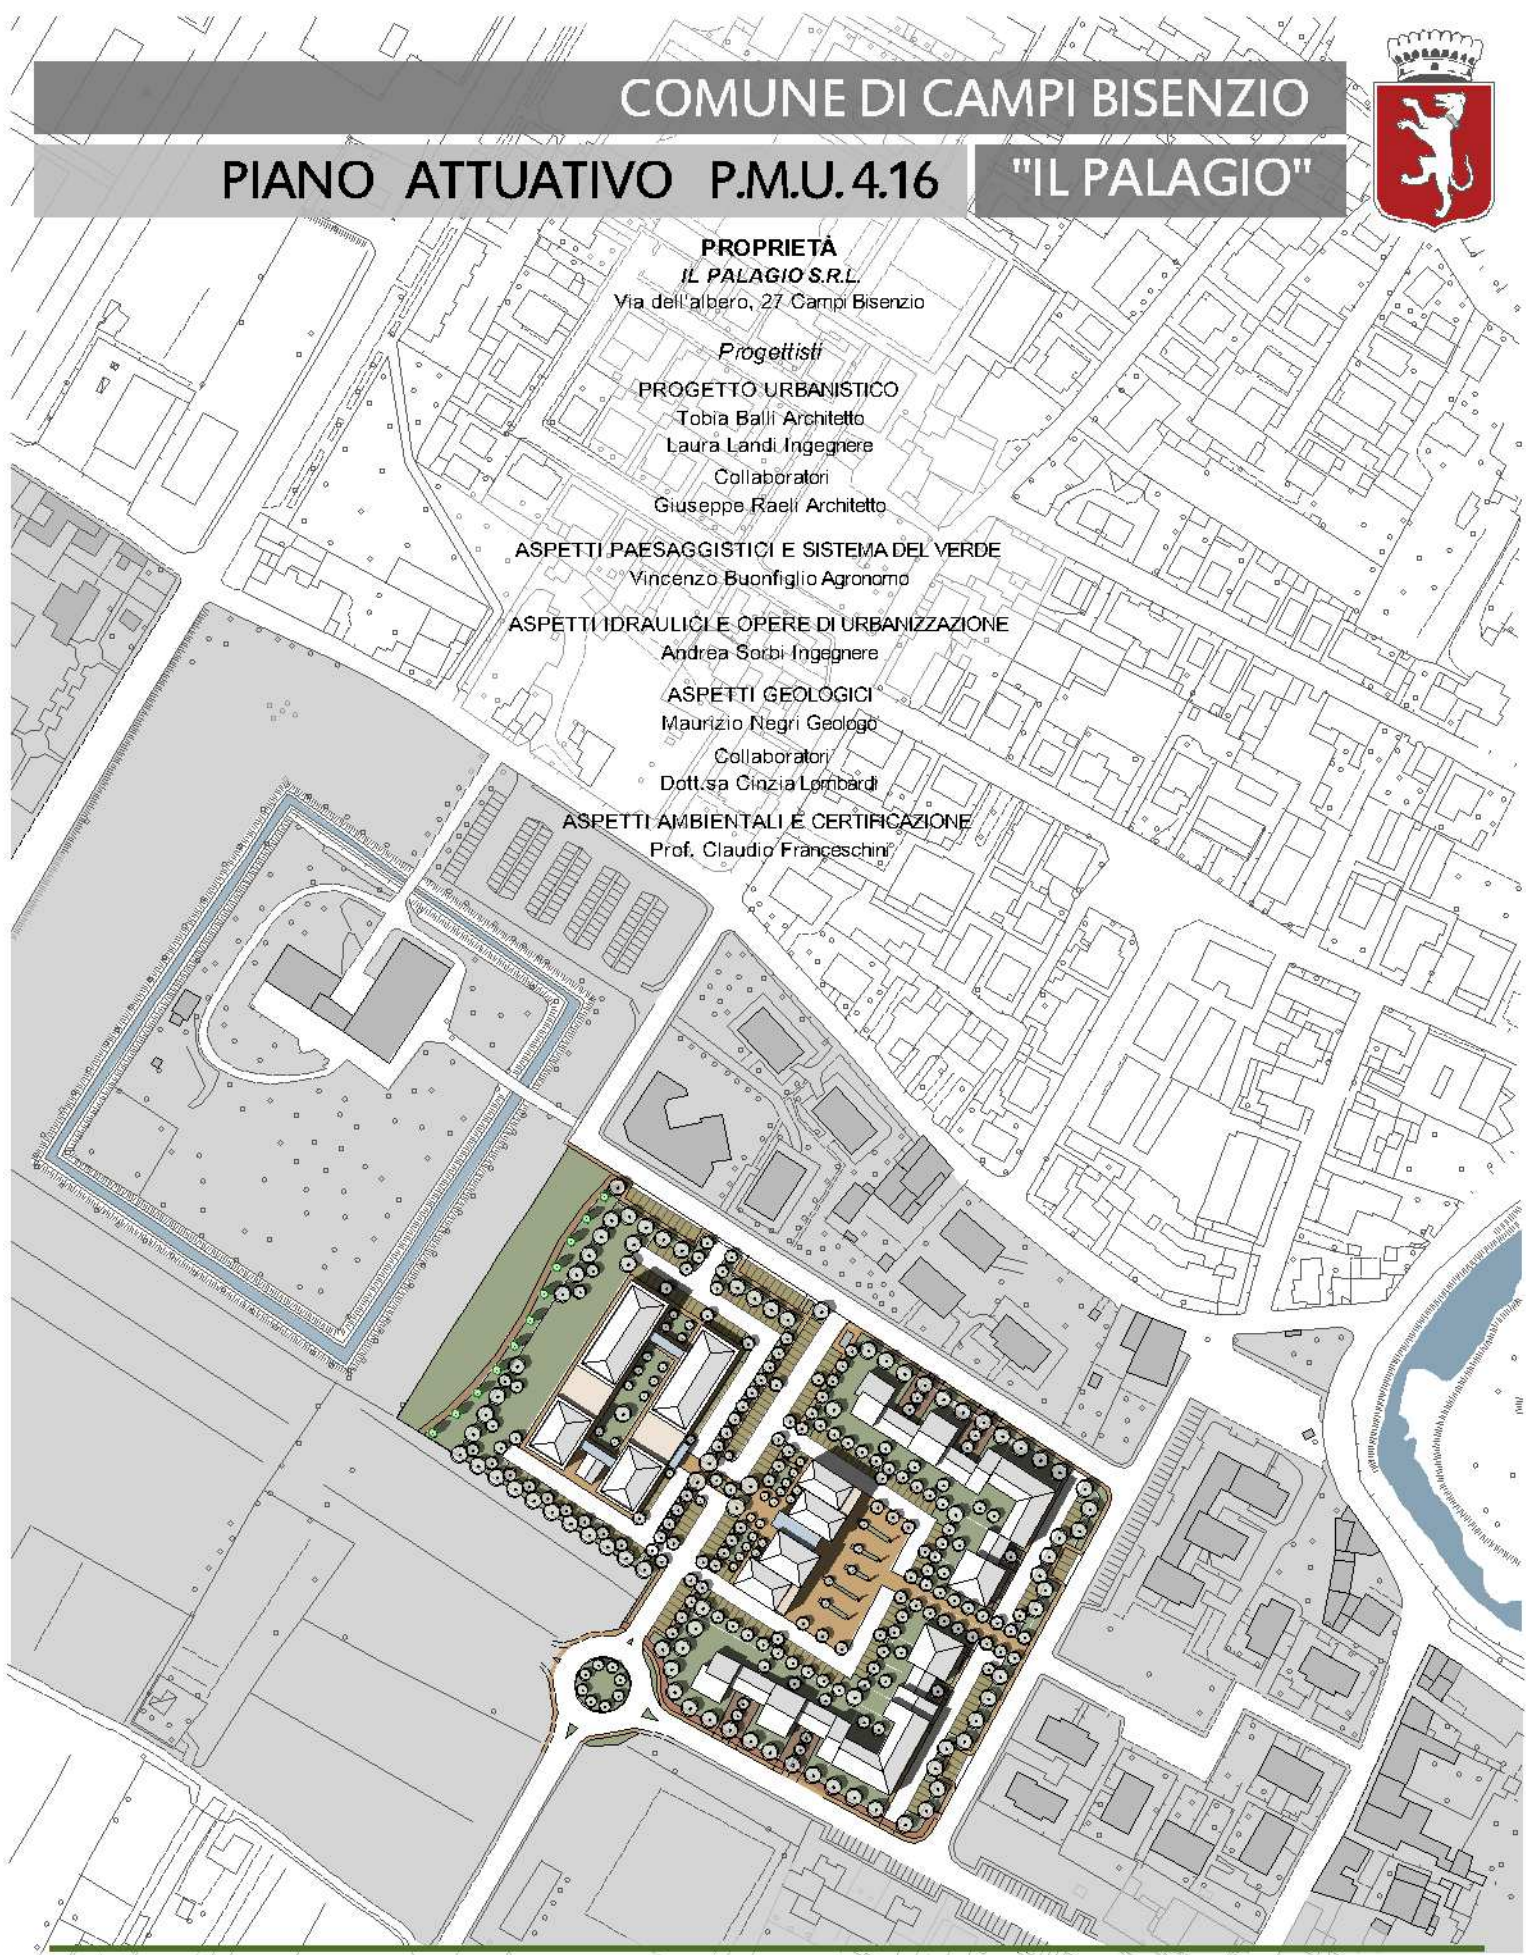 COMUNE DI CAMPI BISENZIO
PIANO ATTUATIVO P.M.U. 4.16 "IL PALAGIO"
PROPRIETÀ
IL PALAGIO S.R.L.
Via dell'albero, 27 Campi Bisenzio
Progettisti
PROGETTO URBANISTICO
Tobia Balli Architetto
Laura Landi Ingegnere
Collaboratori
Giuseppe Raeli Architetto
ASPETTI PAESAGGISTICI E SISTEMA DEL VERDE
Vincenzo Buonfiglio Agronomo
ASPETTI IDRAULICI E OPERE DI URBANIZZAZIONE
Andrea Sorbi Ingegnere
ASPETTI GEOLOGICI
Maurizio Negri Geologo
Collaboratori
Dott.sa Cinzia Lombardi
ASPETTI AMBIENTALI E CERTIFICAZIONE
Prof. Claudio Franceschini